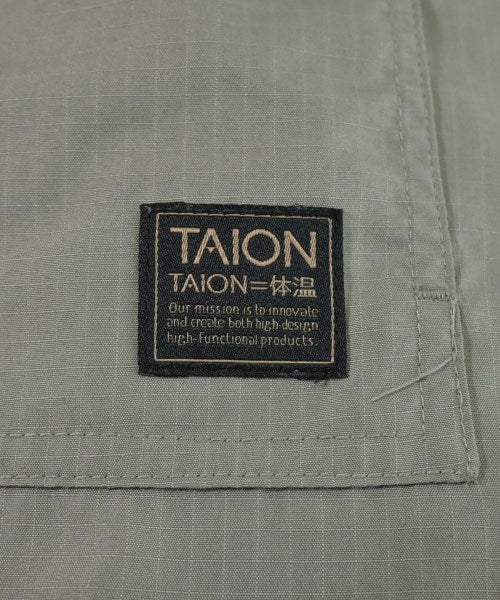 TAION
TAION=体温
Our mission is to innovate
and create both high-design
high-functional products.